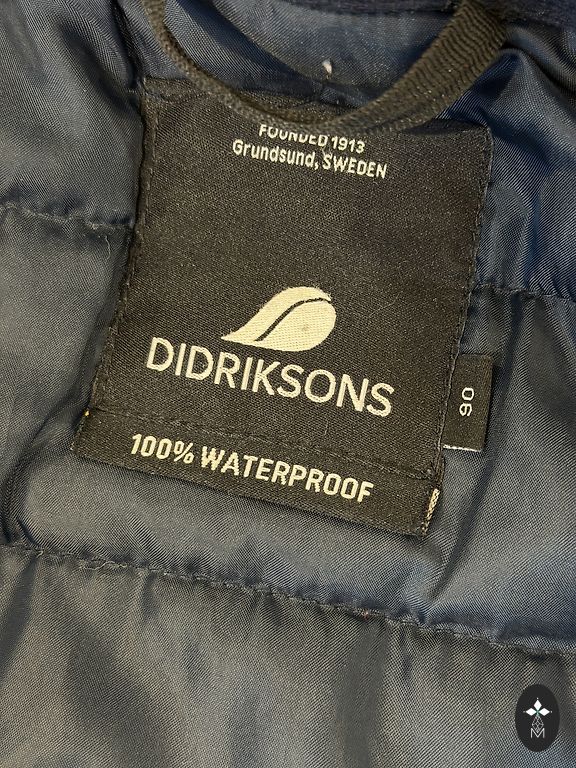 FOUNDED 1913
Grundsund, SWEDEN
DIDRIKSONS
90
100% WATERPROOF
M